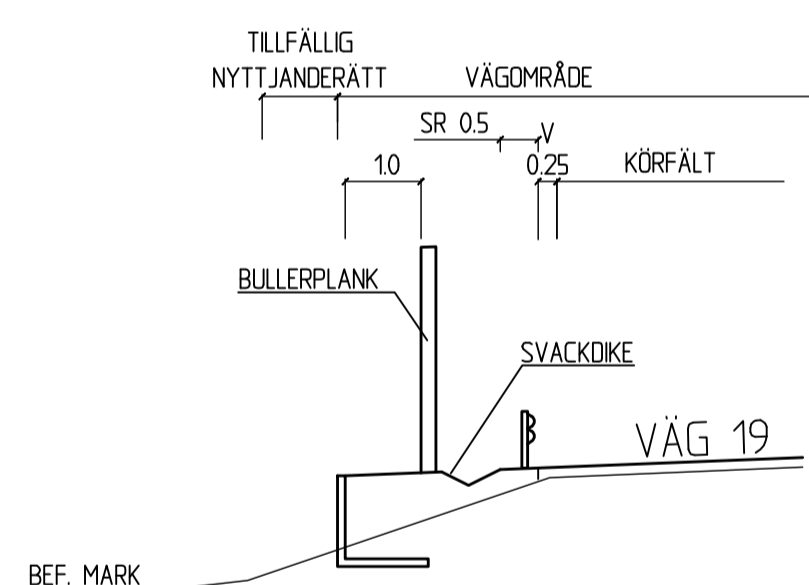 TILLFÄLLIG
NYTTJANDERÄTT
VÄGOMRÅDE
SR 0.5
V
1.0
0.25
KÖRFÄLT
BULLERPLANK
SVACKDIKE
VÄG 19
BEF. MARK